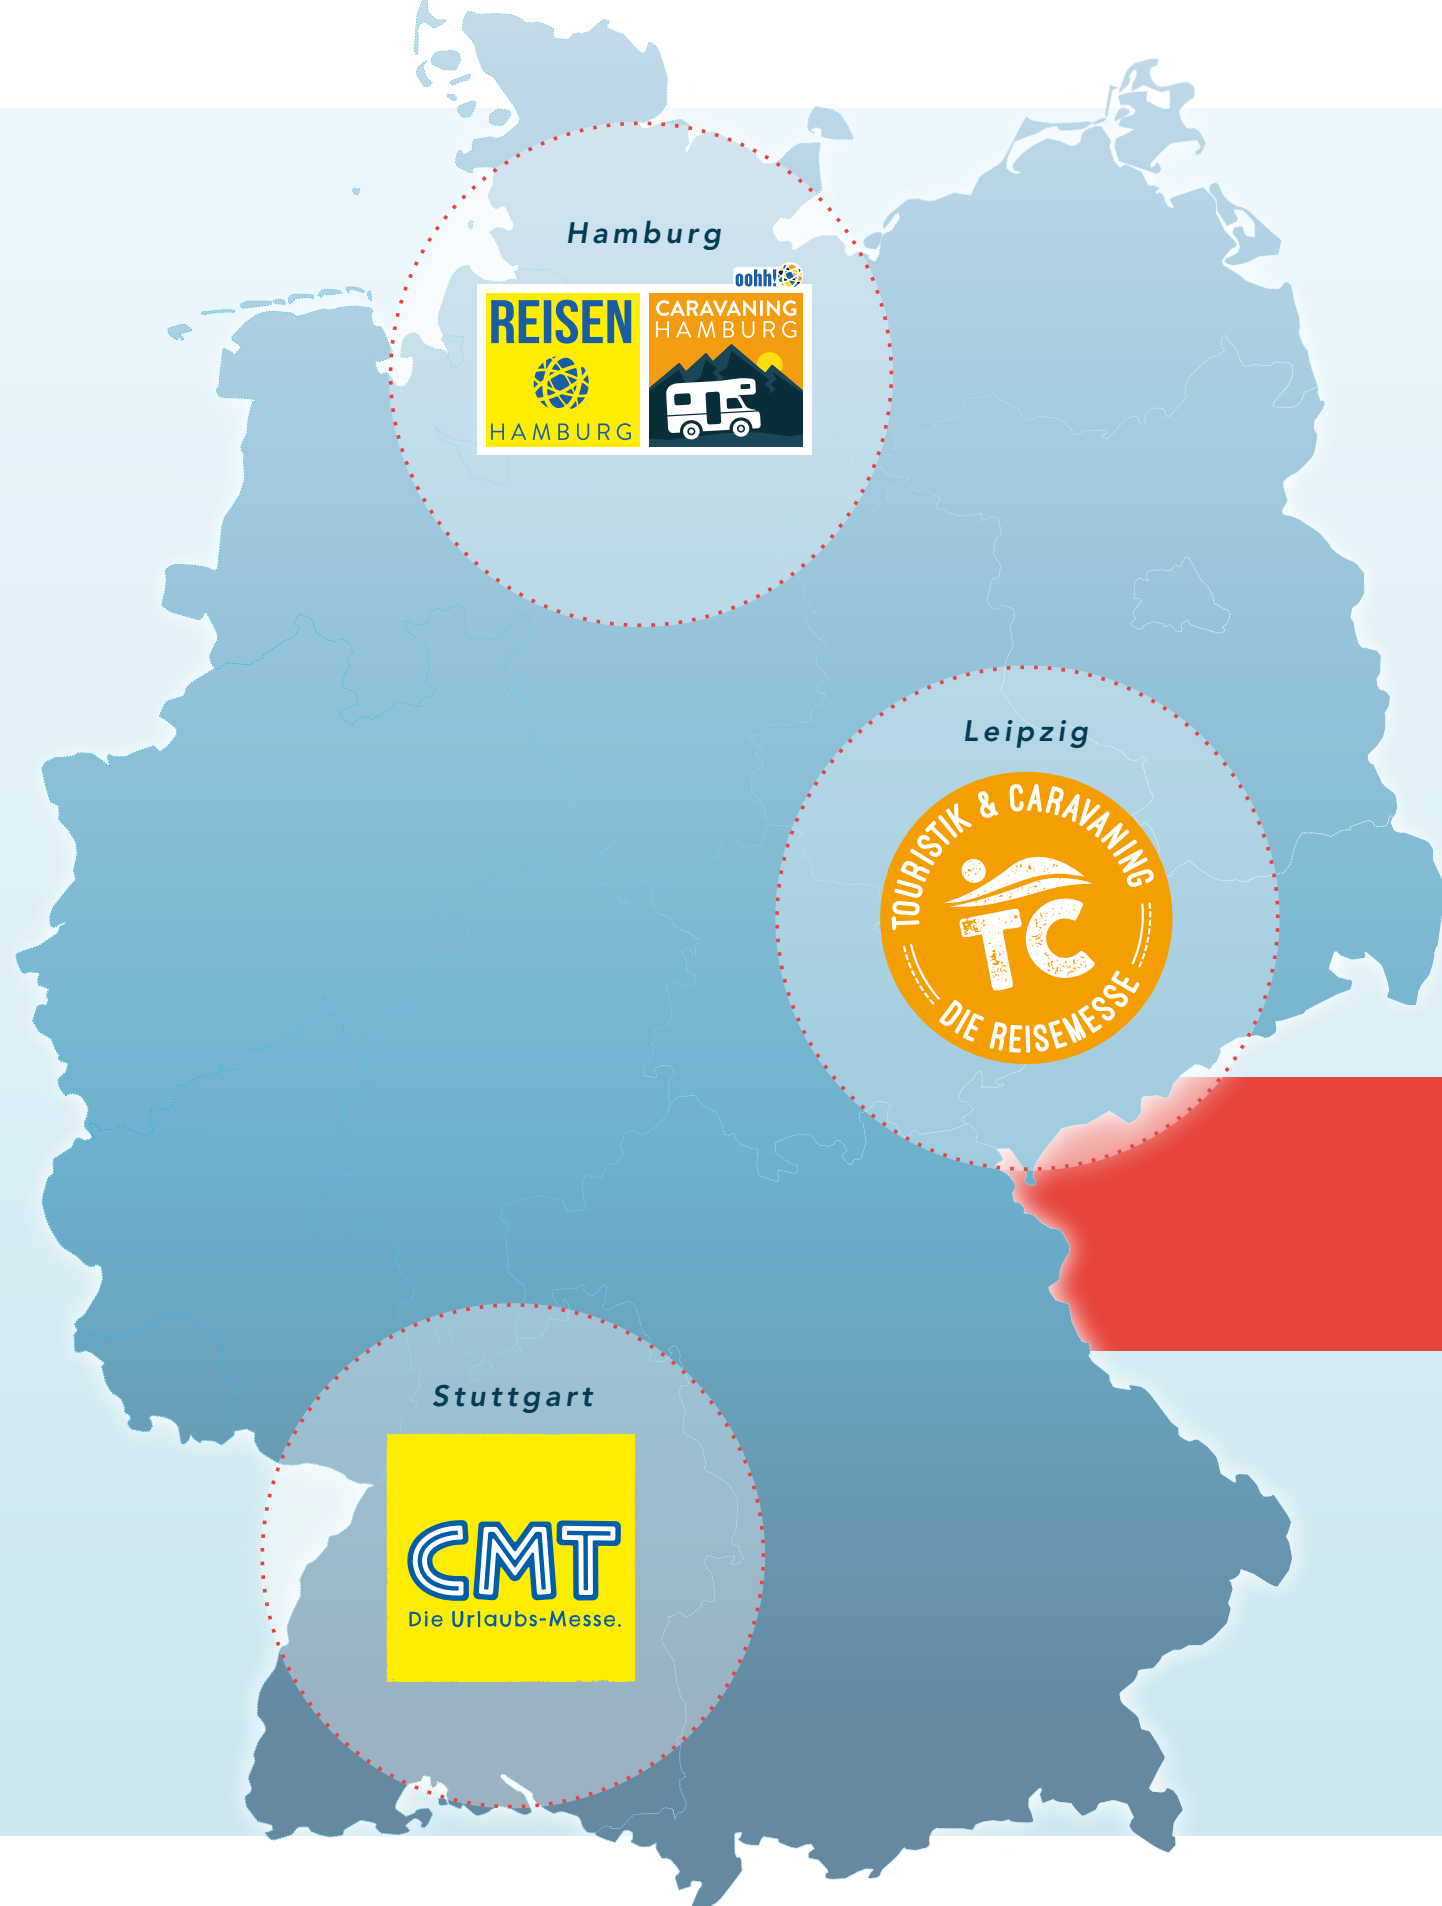 Hamburg
oohh!
REISEN
HAMBURG
CARAVANING
HAMBURG
Leipzig
TOURISTIK & CARAVANING
TC
DIE REISEMESSE
Stuttgart
CMT
Die Urlaubs-Messe.